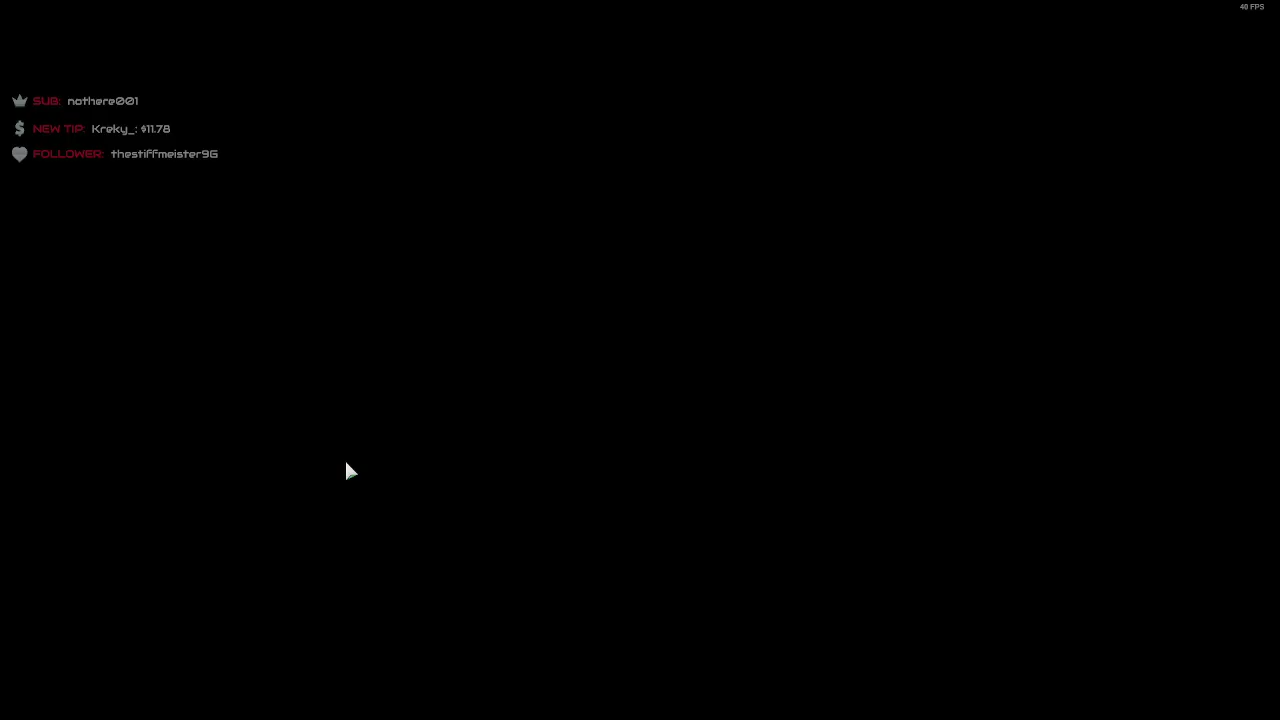 40 FPS
SUB: nothere001
NEW TIP: Kreky_: $11.78
FOLLOWER: thestiffmeister96